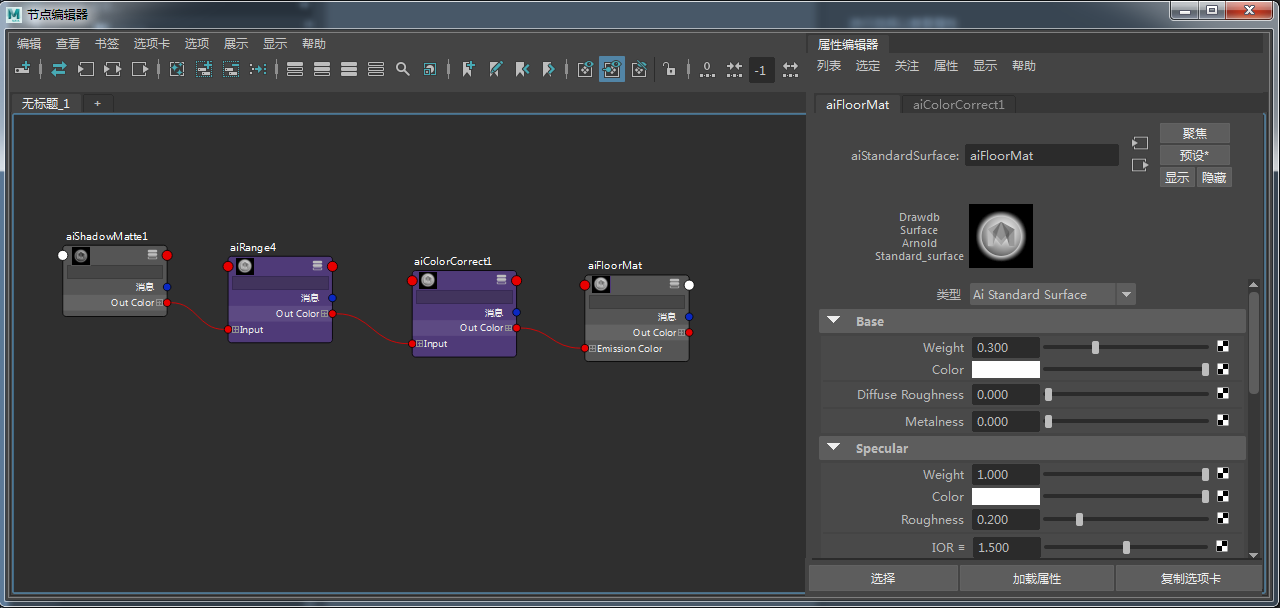 节点编辑器
编辑 查看 书签 选项卡 选项 展示 显示 帮助
0
-1
无标题_1 +
aiShadowMatte1
消息
Out Color
aiRange4
消息
Out Color
Input
aiColorCorrect1
消息
Out Color
Input
aiFloorMat
消息
Out Color
Emission Color
属性编辑器
列表 选定 关注 属性 显示 帮助
aiFloorMat aiColorCorrect1
aiStandardSurface: aiFloorMat
聚焦
预设*
显示 隐藏
Drawdb
Surface
Arnold
Standard_surface
类型 Ai Standard Surface
Base
Weight 0.300
Color
Diffuse Roughness 0.000
Metalness 0.000
Specular
Weight 1.000
Color
Roughness 0.200
IOR ≡ 1.500
选择 加载属性 复制选项卡